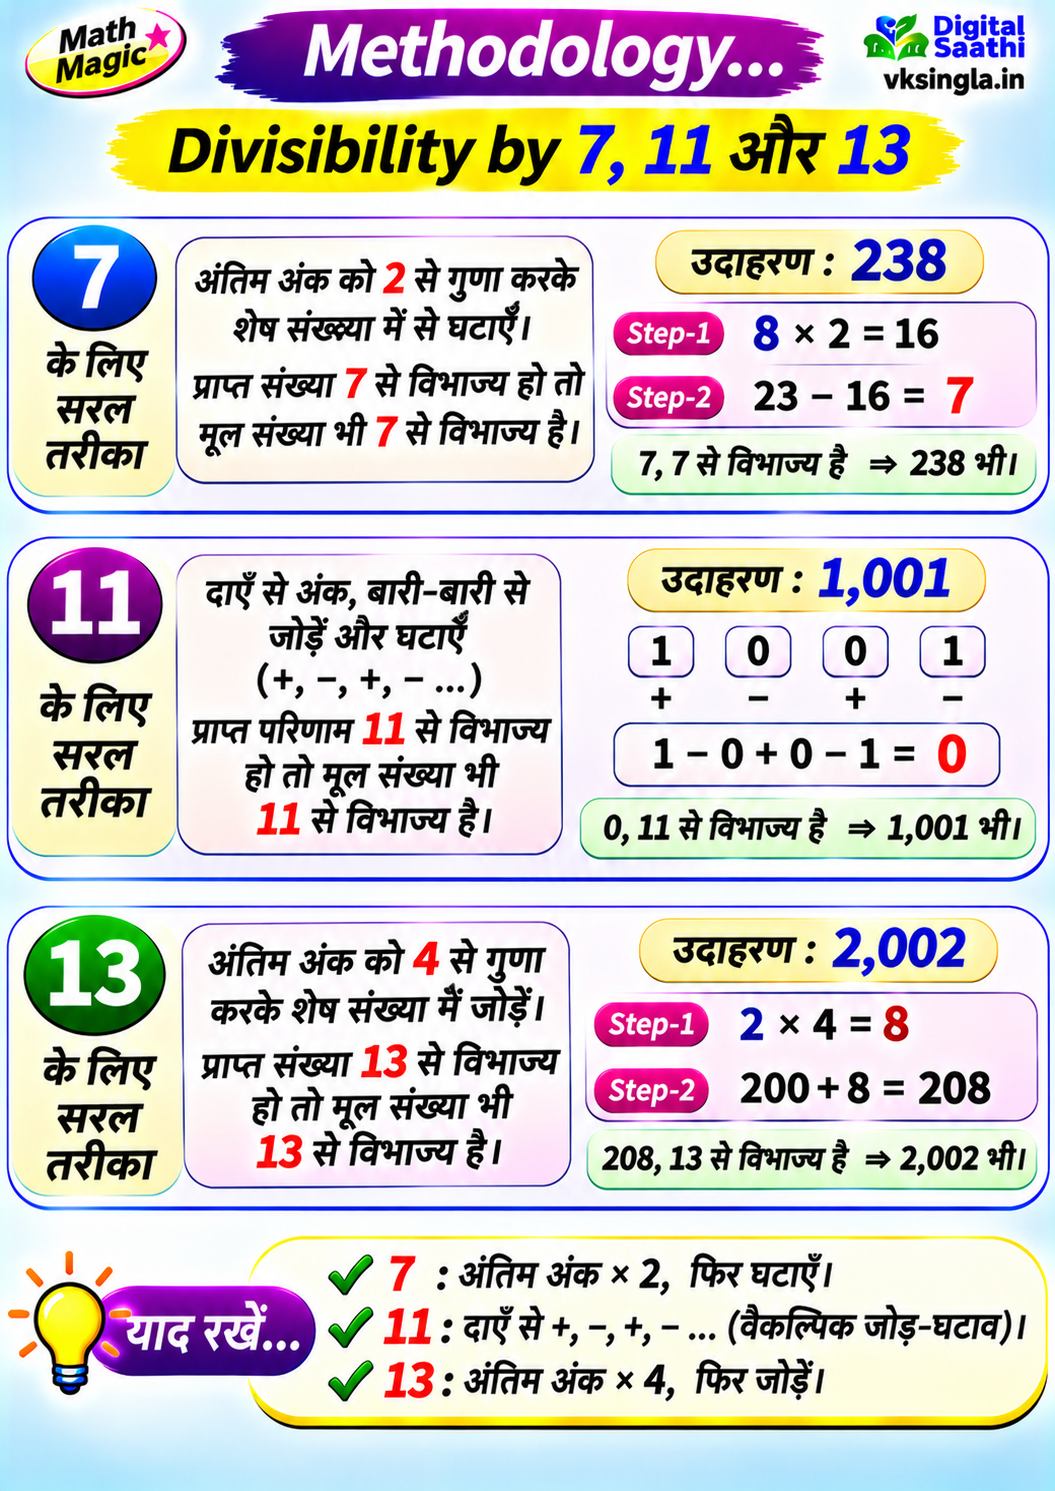 Math
Magic
Methodology...
Digital
Saathi
vksingla.in
Divisibility by 7, 11 और 13
7
के लिए
सरल
तरीका
अंतिम अंक को 2 से गुणा करके
शेष संख्या में से घटाएँ।
प्राप्त संख्या 7 से विभाज्य हो तो
मूल संख्या भी 7 से विभाज्य है।
उदाहरण : 238
Step-1 8 × 2 = 16
Step-2 23 − 16 = 7
7, 7 से विभाज्य है ⇒ 238 भी।
11
के लिए
सरल
तरीका
दाएँ से अंक, बारी-बारी से
जोड़ें और घटाएँ
(+, −, +, − ...)
प्राप्त परिणाम 11 से विभाज्य
हो तो मूल संख्या भी
11 से विभाज्य है।
उदाहरण : 1,001
1 0 0 1
+ − + −
1 − 0 + 0 − 1 = 0
0, 11 से विभाज्य है ⇒ 1,001 भी।
13
के लिए
सरल
तरीका
अंतिम अंक को 4 से गुणा
करके शेष संख्या में जोड़ें।
प्राप्त संख्या 13 से विभाज्य
हो तो मूल संख्या भी
13 से विभाज्य है।
उदाहरण : 2,002
Step-1 2 × 4 = 8
Step-2 200 + 8 = 208
208, 13 से विभाज्य है ⇒ 2,002 भी।
याद रखें...
7 : अंतिम अंक × 2, फिर घटाएँ।
11 : दाएँ से +, −, +, − ... (वैकल्पिक जोड़-घटाव)।
13 : अंतिम अंक × 4, फिर जोड़ें।